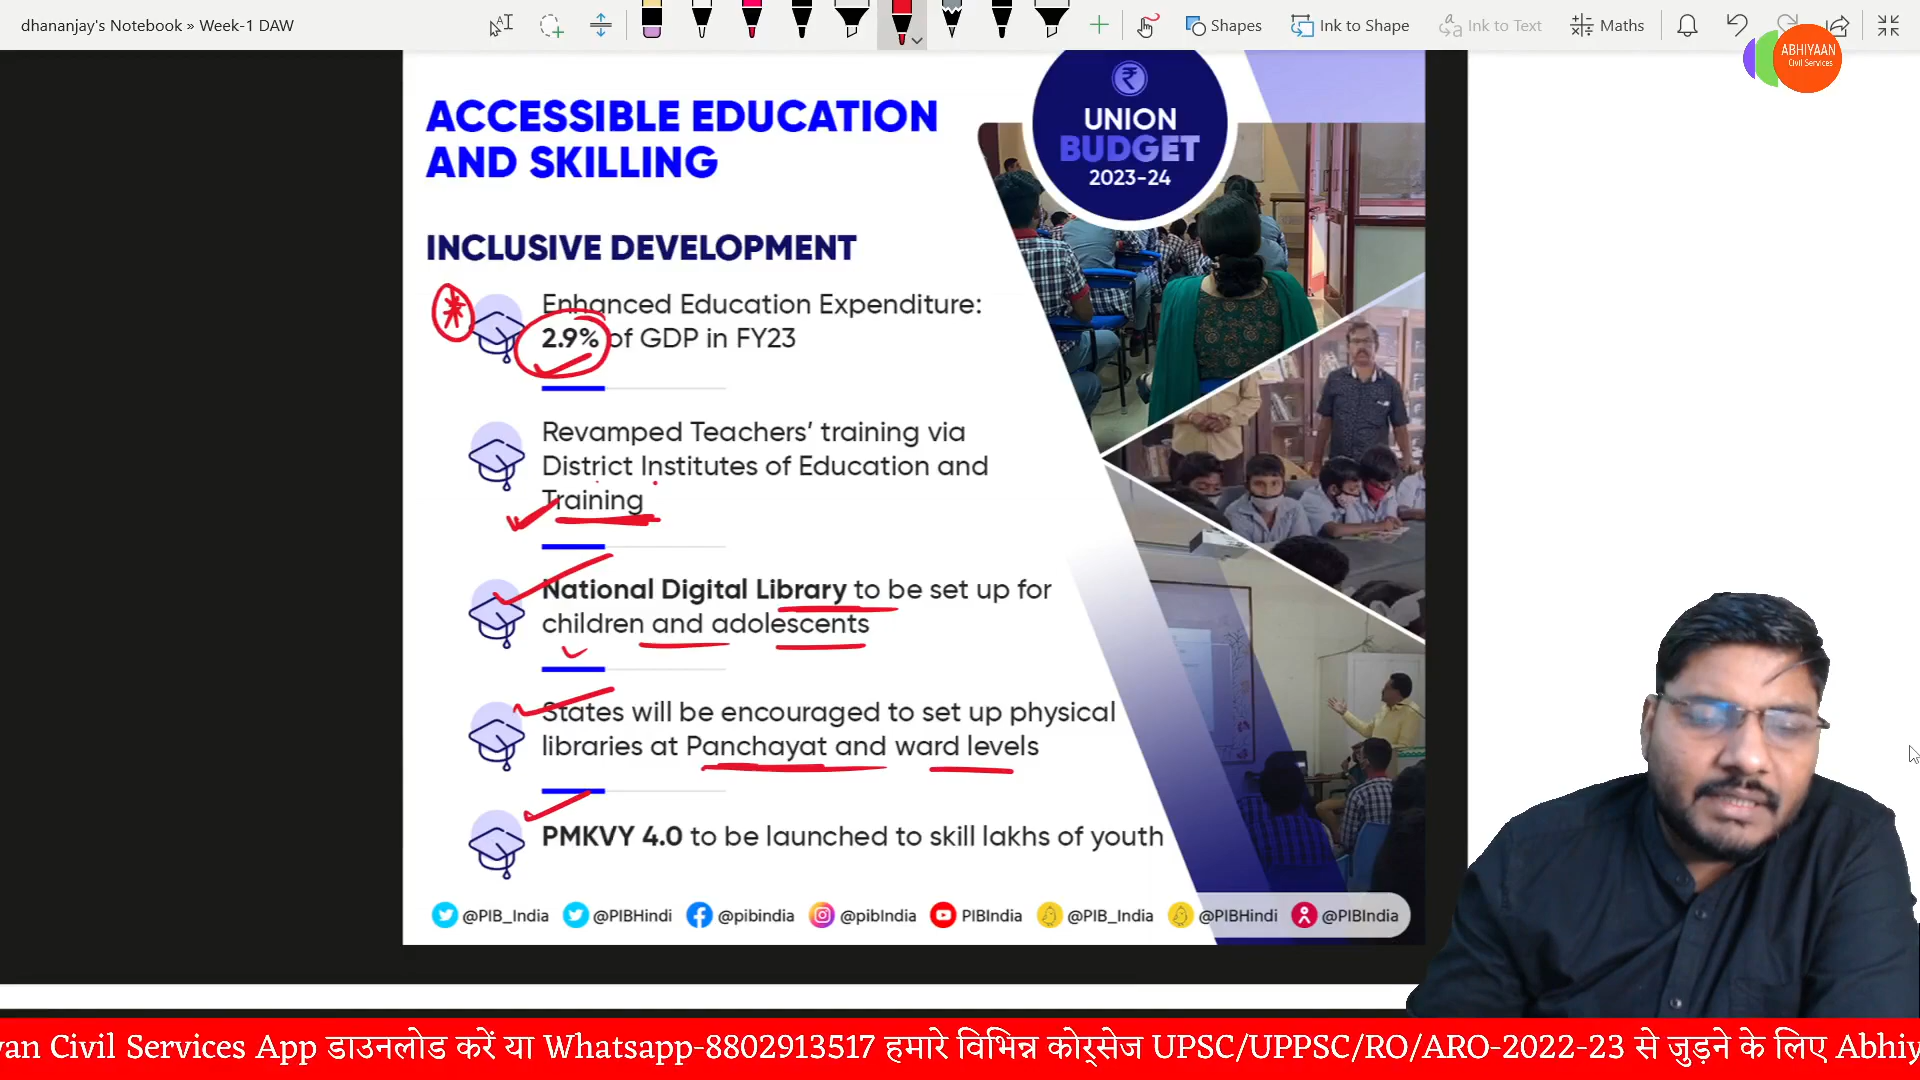 dhananjay's Notebook » Week-1 DAW
Shapes
Ink to Shape
Ink to Text
Maths
ABHIYAAN
Civil Services
ACCESSIBLE EDUCATION
AND SKILLING
UNION
BUDGET
2023-24
INCLUSIVE DEVELOPMENT
Enhanced Education Expenditure:
2.9% of GDP in FY23
Revamped Teachers' training via
District Institutes of Education and
Training
National Digital Library to be set up for
children and adolescents
States will be encouraged to set up physical
libraries at Panchayat and ward levels
PMKVY 4.0 to be launched to skill lakhs of youth
@PIB_India @PIBHindi @pibindia @pibIndia PIBIndia @PIB_India @PIBHindi @PIBIndia
van Civil Services App डाउनलोड करें या Whatsapp-8802913517 हमारे विभिन्न कोर्सेज UPSC/UPPSC/RO/ARO-2022-23 से जुड़ने के लिए Abhiy